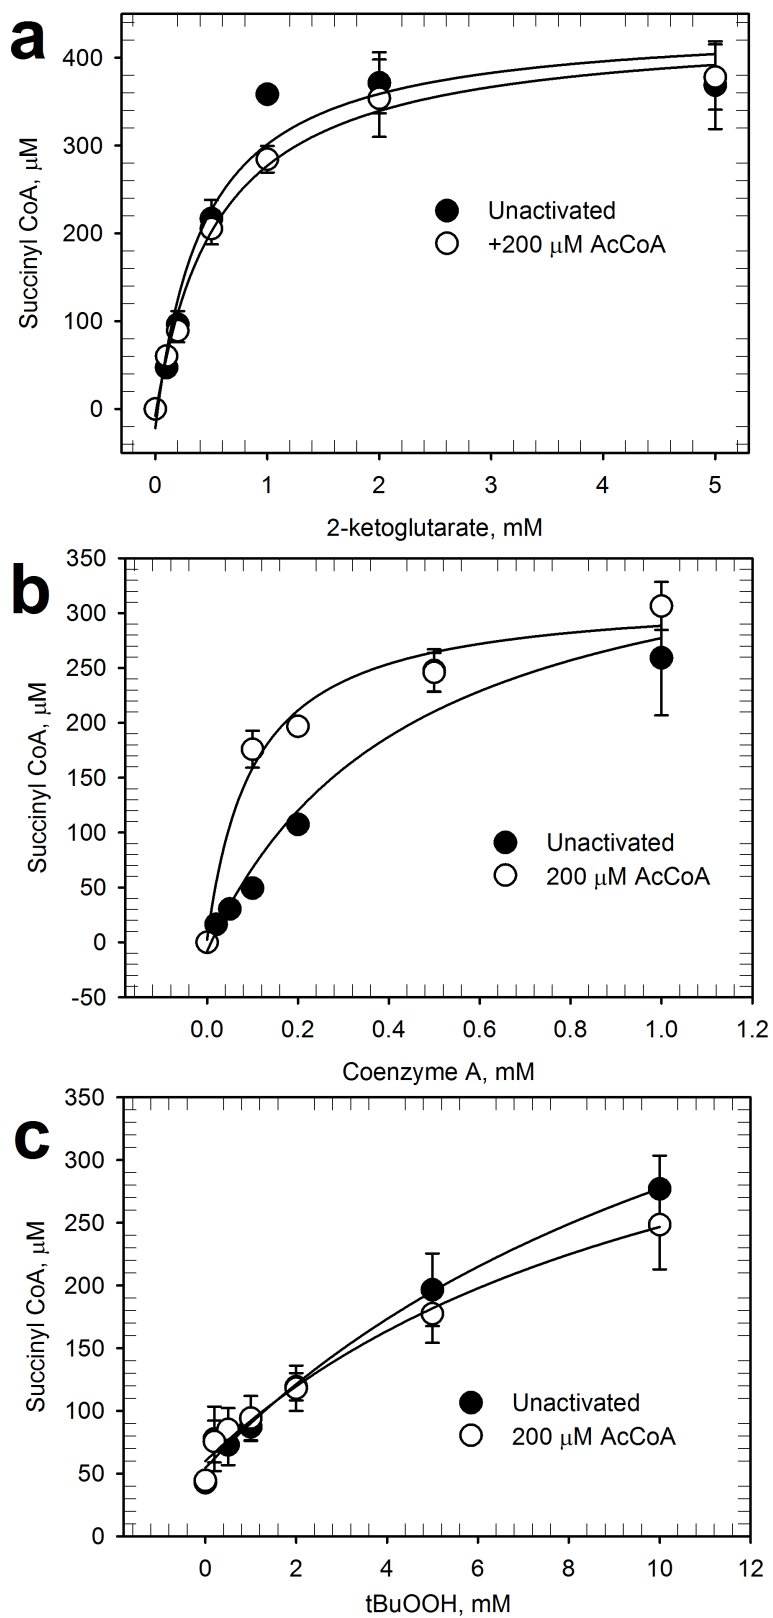 a
400
300
200
100
0
Succinyl CoA, μM
Unactivated
+200 μM AcCoA
0 1 2 3 4 5
2-ketoglutarate, mM
b
350
300
250
200
150
100
50
0
-50
Succinyl CoA, μM
Unactivated
200 μM AcCoA
0.0 0.2 0.4 0.6 0.8 1.0 1.2
Coenzyme A, mM
c
350
300
250
200
150
100
50
0
Succinyl CoA, μM
Unactivated
200 μM AcCoA
0 2 4 6 8 10 12
tBuOOH, mM